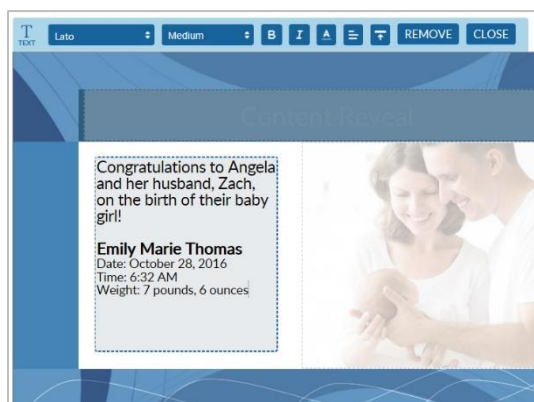 T
TEXT
Lato
Medium
B
I
A
REMOVE
CLOSE
Content Reveal
Congratulations to Angela
and her husband, Zach,
on the birth of their baby
girl!
Emily Marie Thomas
Date: October 28, 2016
Time: 6:32 AM
Weight: 7 pounds, 6 ounces